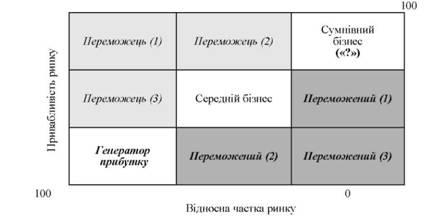 100
Переможець (1)
Переможець (2)
Сумнівний
бізнес
(«?»)
Переможець (3)
Середній бізнес
Переможений (1)
Генератор
прибутку
Переможений (2)
Переможений (3)
Привабливість ринку
100
0
Відносна частка ринку